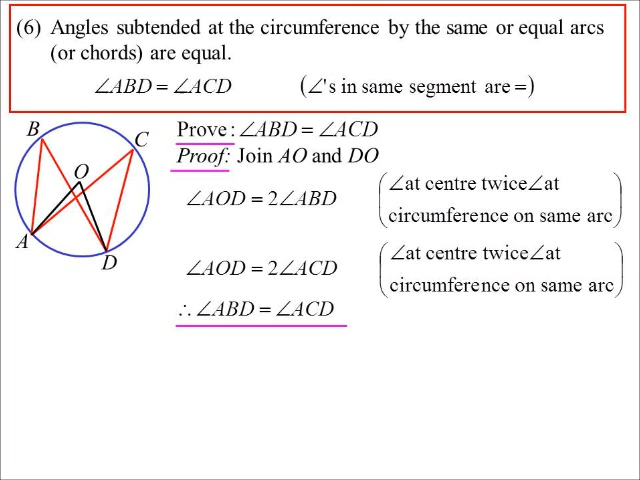 (6) Angles subtended at the circumference by the same or equal arcs
(or chords) are equal.
∠ABD = ∠ACD (∠'s in same segment are =)
B
C
O
A
D
Prove: ∠ABD = ∠ACD
Proof: Join AO and DO
∠AOD = 2∠ABD (∠at centre twice∠at
circumference on same arc)
∠AOD = 2∠ACD (∠at centre twice∠at
circumference on same arc)
∴ ∠ABD = ∠ACD